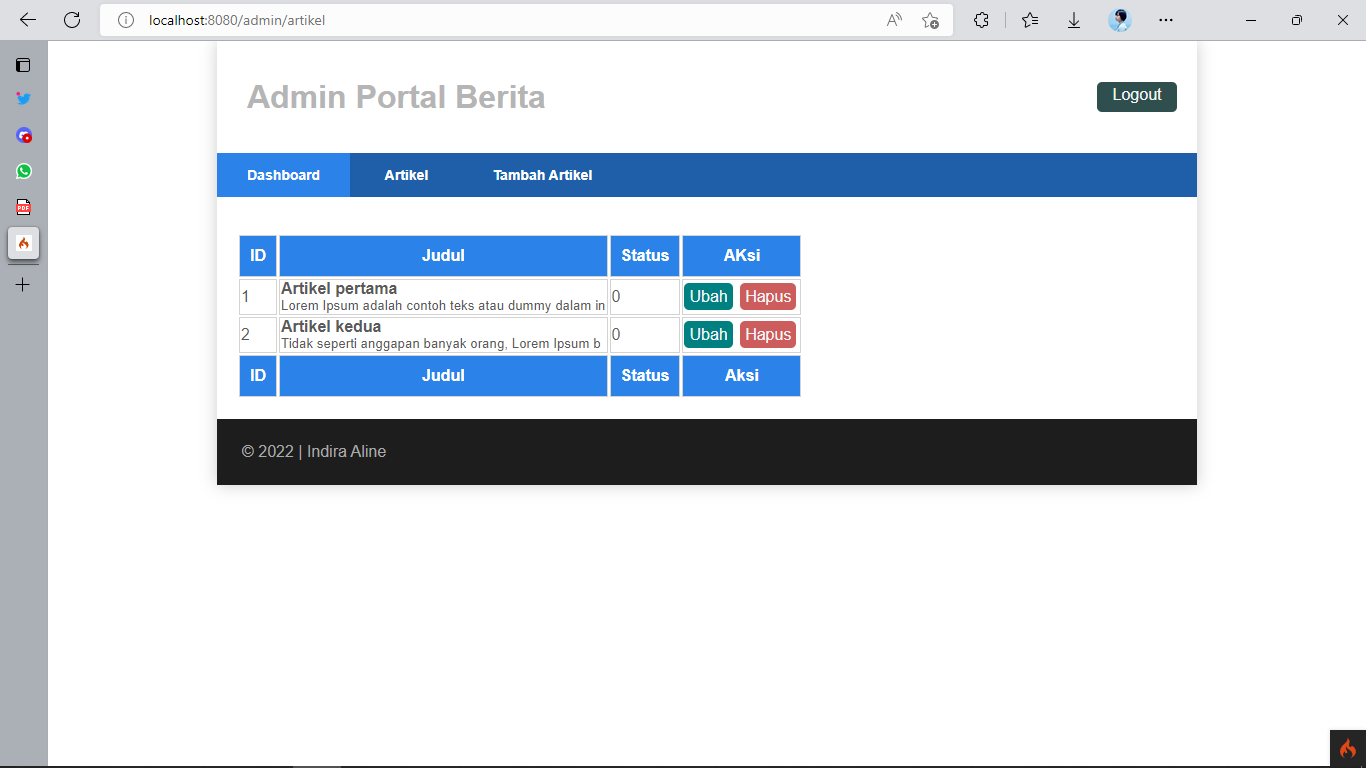 localhost:8080/admin/artikel
Admin Portal Berita
Logout
Dashboard Artikel Tambah Artikel
ID Judul Status AKsi
1 Artikel pertama 0 Ubah Hapus
Lorem Ipsum adalah contoh teks atau dummy dalam in
2 Artikel kedua 0 Ubah Hapus
Tidak seperti anggapan banyak orang, Lorem Ipsum b
ID Judul Status Aksi
© 2022 | Indira Aline